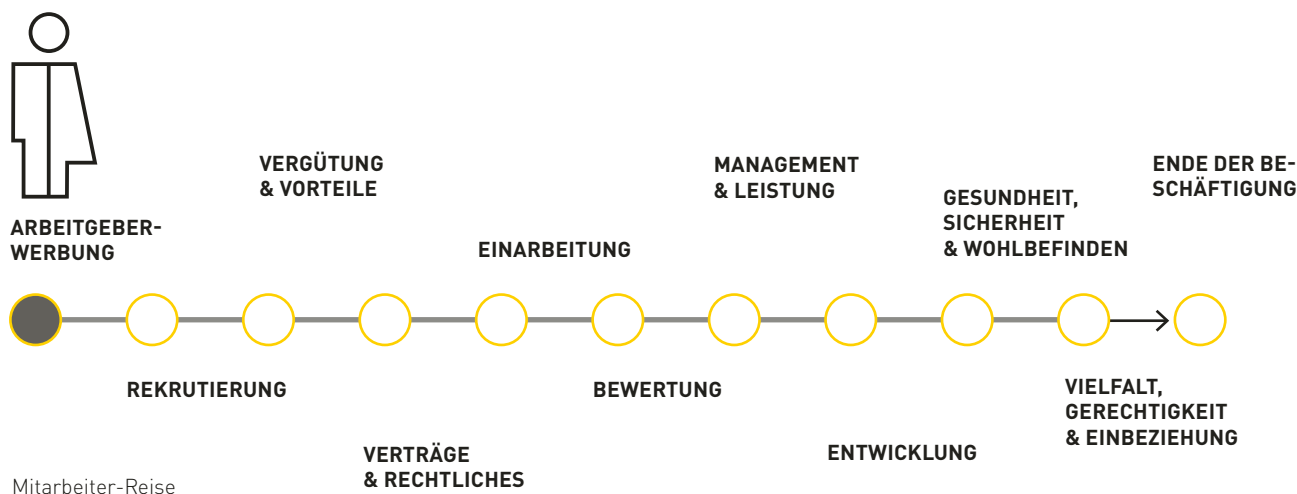 VERGÜTUNG
& VORTEILE
MANAGEMENT
& LEISTUNG
ENDE DER BE-
SCHÄFTIGUNG
GESUNDHEIT,
SICHERHEIT
& WOHLBEFINDEN
ARBEITGEBER-
WERBUNG
EINARBEITUNG
REKRUTIERUNG
BEWERTUNG
VIELFALT,
GERECHTIGKEIT
& EINBEZIEHUNG
VERTRÄGE
& RECHTLICHES
ENTWICKLUNG
Mitarbeiter-Reise